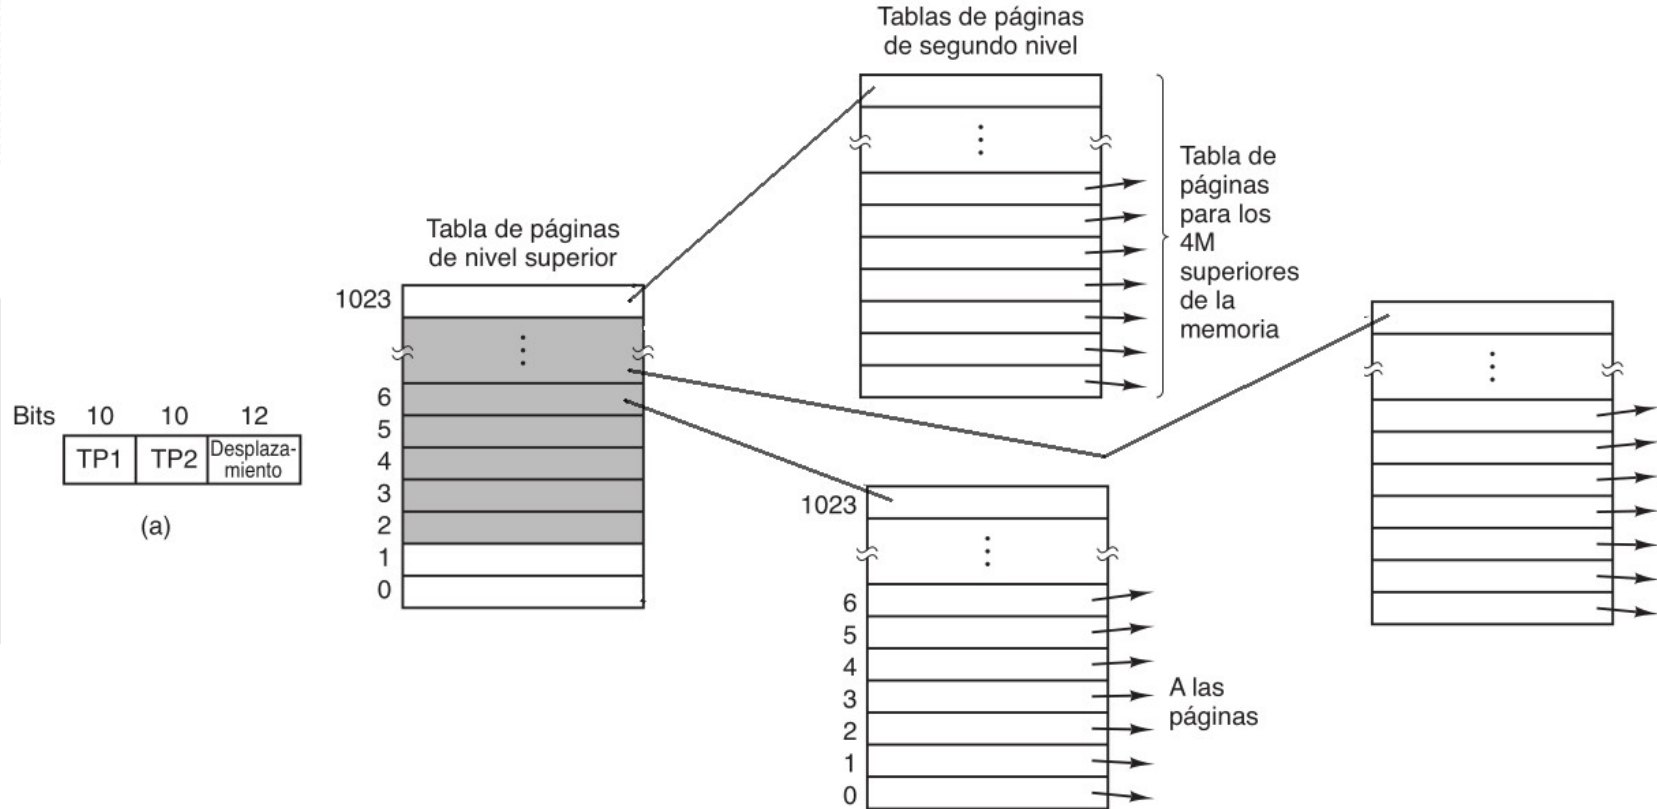 Tablas de páginas
de segundo nivel
Tabla de
páginas
para los
4M
superiores
de la
memoria
Tabla de páginas
de nivel superior
1023
6
5
4
3
2
1
0
Bits 10 10 12
TP1 TP2 Desplaza-
miento
(a)
1023
6
5
4
3
2
1
0
A las
páginas